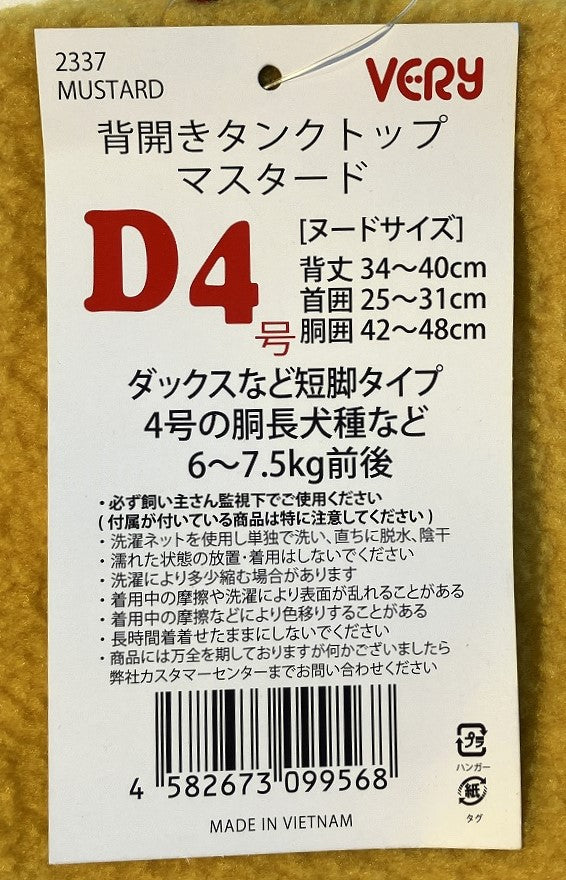 2337
MUSTARD
VERY
背開きタンクトップ
マスタード
D4号
[ヌードサイズ]
背丈 34～40cm
首囲 25～31cm
胴囲 42～48cm
ダックスなど短脚タイプ
4号の胴長犬種など
6～7.5kg前後
・必ず飼い主さん監視下でご使用ください
(付属が付いている商品は特に注意してください)
・洗濯ネットを使用し単独で洗い、直ちに脱水、陰干
・濡れた状態の放置・着用はしないでください
・洗濯により多少縮む場合があります
・着用中の摩擦や洗濯により表面が乱れることがある
・着用中の摩擦などにより色移りすることがある
・長時間着着せたままにしないでください
・商品には万全を期しておりますが何かございましたら
弊社カスタマーセンターまでお問い合わせください
4 582673 099568
MADE IN VIETNAM
プラ
ハンガー
紙
タグ